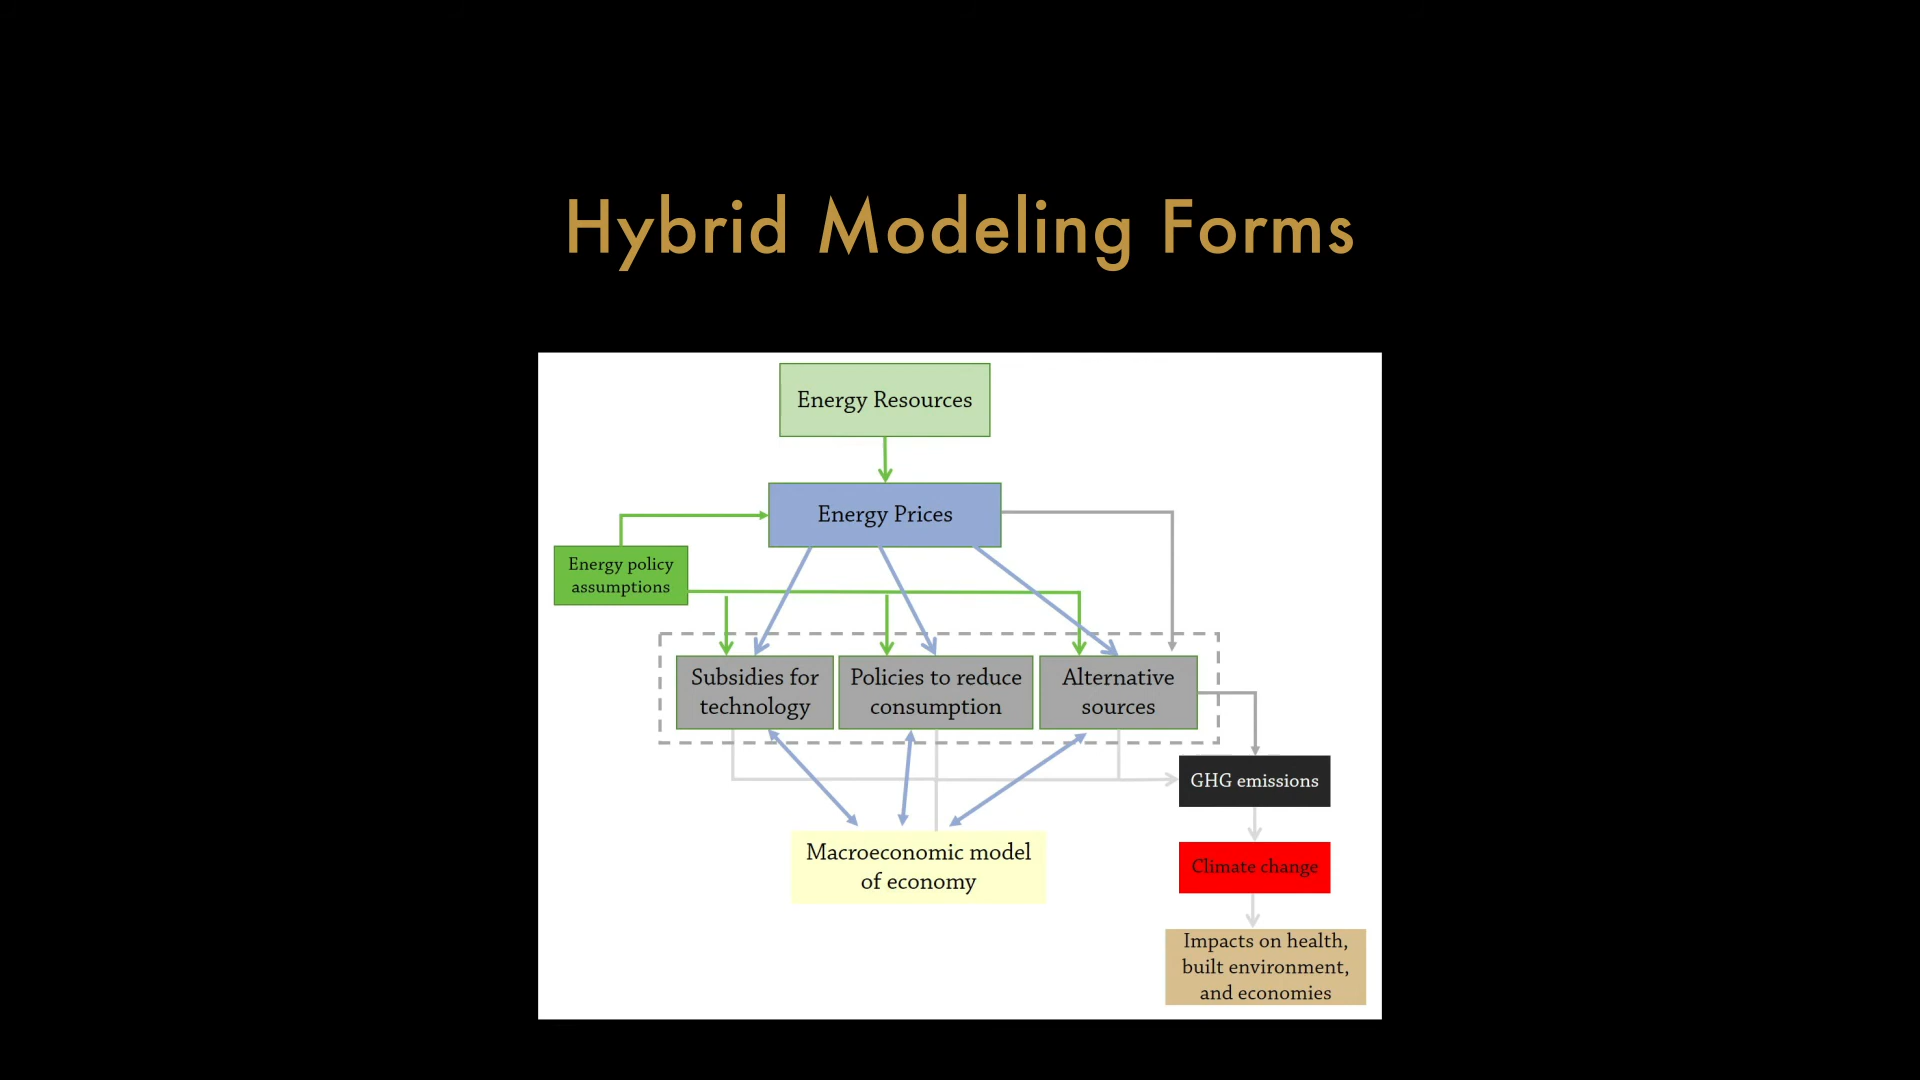 Hybrid Modeling Forms
Energy Resources
Energy Prices
Energy policy
assumptions
Subsidies for
technology
Policies to reduce
consumption
Alternative
sources
GHG emissions
Macroeconomic model
of economy
Climate change
Impacts on health,
built environment,
and economies